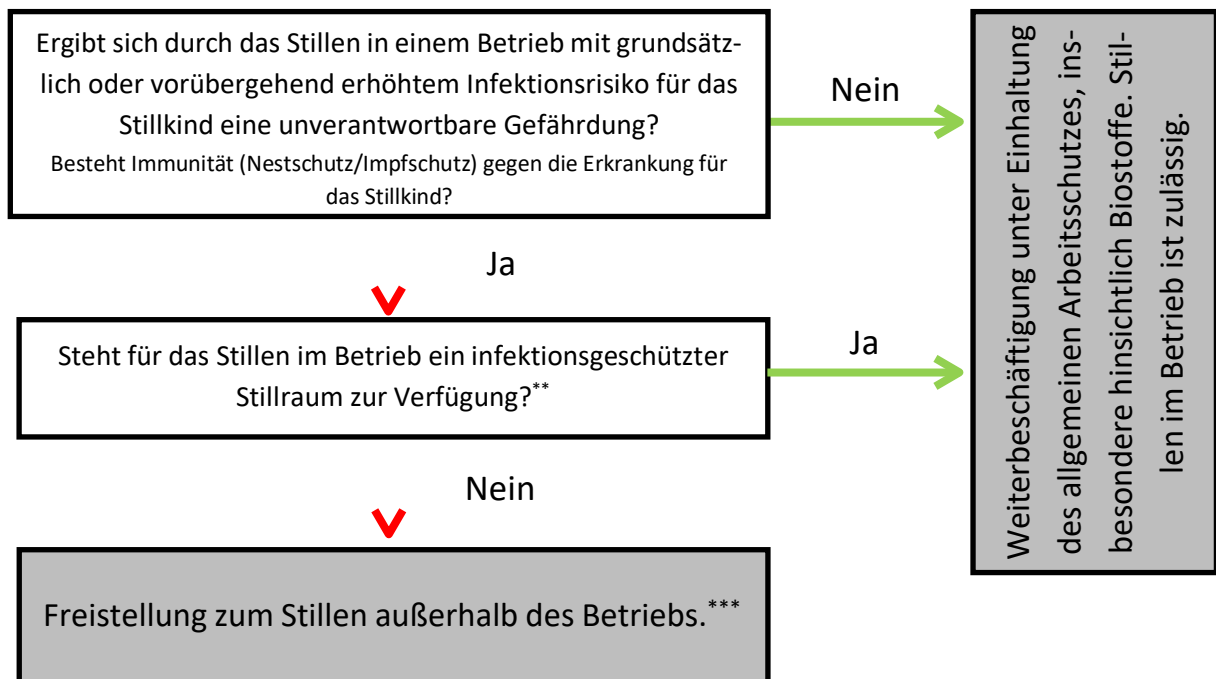 Ergibt sich durch das Stillen in einem Betrieb mit grundsätz-
lich oder vorübergehend erhöhtem Infektionsrisiko für das
Stillkind eine unverantwortbare Gefährdung?
Besteht Immunität (Nestschutz/Impfschutz) gegen die Erkrankung für
das Stillkind?
Nein
Ja
Steht für das Stillen im Betrieb ein infektionsgeschützter
Stillraum zur Verfügung?**
Ja
Nein
Freistellung zum Stillen außerhalb des Betriebs.***
Weiterbeschäftigung unter Einhaltung
des allgemeinen Arbeitsschutzes, ins-
besondere hinsichtlich Biostoffe. Stil-
len im Betrieb ist zulässig.